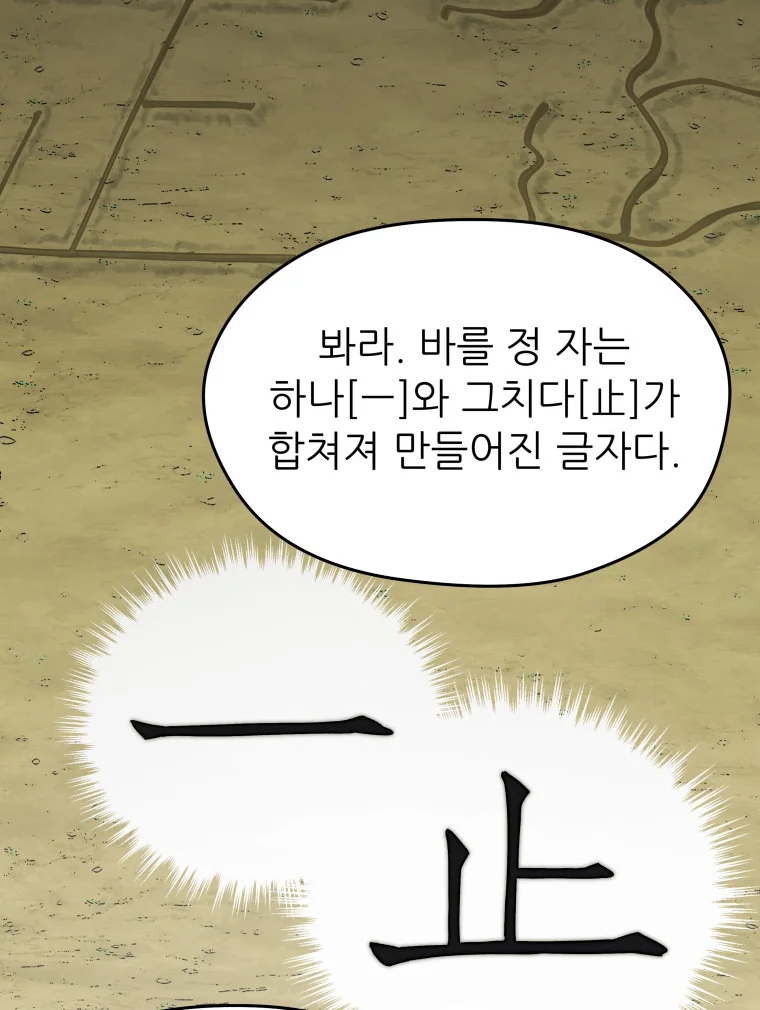 봐라. 바를 정 자는
하나[一]와 그치다[止]가
합쳐져 만들어진 글자다.
一
止